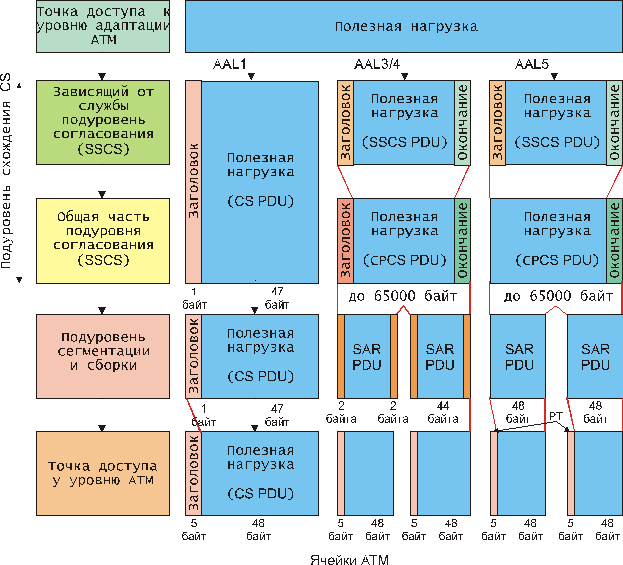 Точка доступа к
уровню адаптации
АТМ
Полезная нагрузка
AAL1
AAL3/4
AAL5
Подуровень схождения CS
Зависящий от
службы
подуровень
согласования
(SSCS)
Заголовок
Полезная
нагрузка
(CS PDU)
Заголовок
Полезная
нагрузка
(SSCS PDU)
Окончание
Заголовок
Полезная
нагрузка
(SSCS PDU)
Окончание
Общая часть
подуровня
согласования
(SSCS)
Заголовок
Полезная
нагрузка
(CPCS PDU)
Окончание
Полезная
нагрузка
(CPCS PDU)
Окончание
1
байт
47
байт
до 65000 байт
до 65000 байт
Подуровень
сегментации
и сборки
Заголовок
Полезная
нагрузка
(CS PDU)
SAR
PDU
SAR
PDU
SAR
PDU
SAR
PDU
1
байт
47
байт
2
байта
2
байта
44
байта
48
байт
PT
48
байт
Точка доступа
у уровню АТМ
Заголовок
Полезная
нагрузка
(CS PDU)
5
байт
48
байт
5
байт
48
байт
5
байт
48
байт
5
байт
48
байт
5
байт
48
байт
Ячейки АТМ